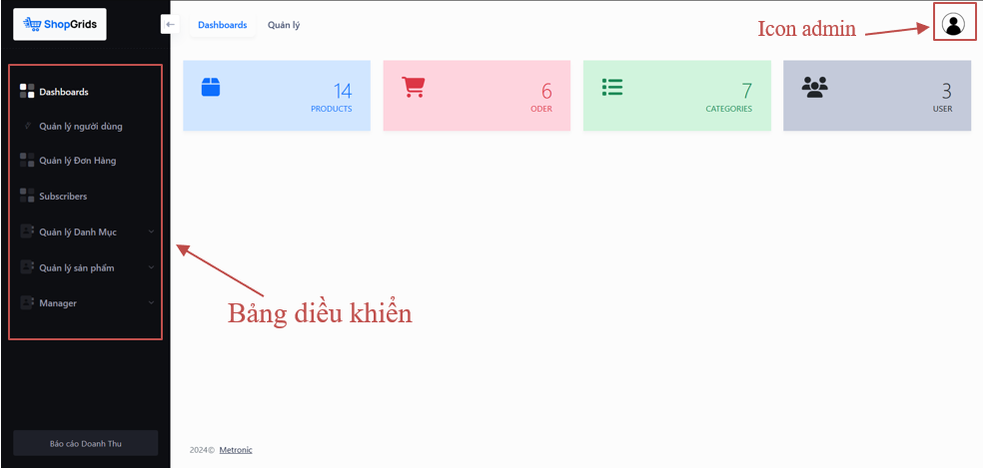 ShopGrids
Dashboards
Quản lý
Icon admin
14
PRODUCTS
6
ODER
7
CATEGORIES
3
USER
Dashboards
Quản lý người dùng
Quản lý Đơn Hàng
Subscribers
Quản lý Danh Mục
Quản lý sản phẩm
Manager
Bảng diều khiển
Báo cáo Doanh Thu
2024© Metronic